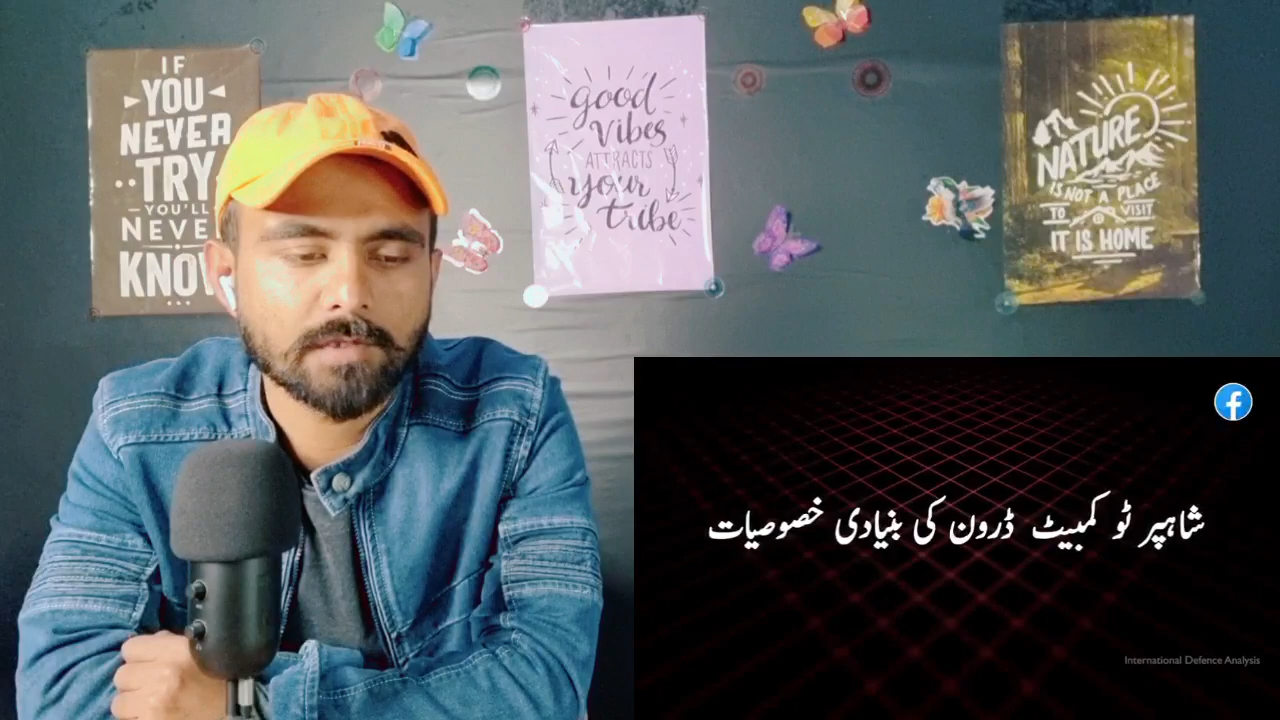 IF
YOU
NEVER
TRY
YOU'LL
NEVE
KNOW
good
vibes
ATTRACTS
your
tribe
NATURE
IS NOT A PLACE
TO VISIT
IT IS HOME
شاہپر ٹو کمبیٹ ڈرون کی بنیادی خصوصیات
International Defence Analysis